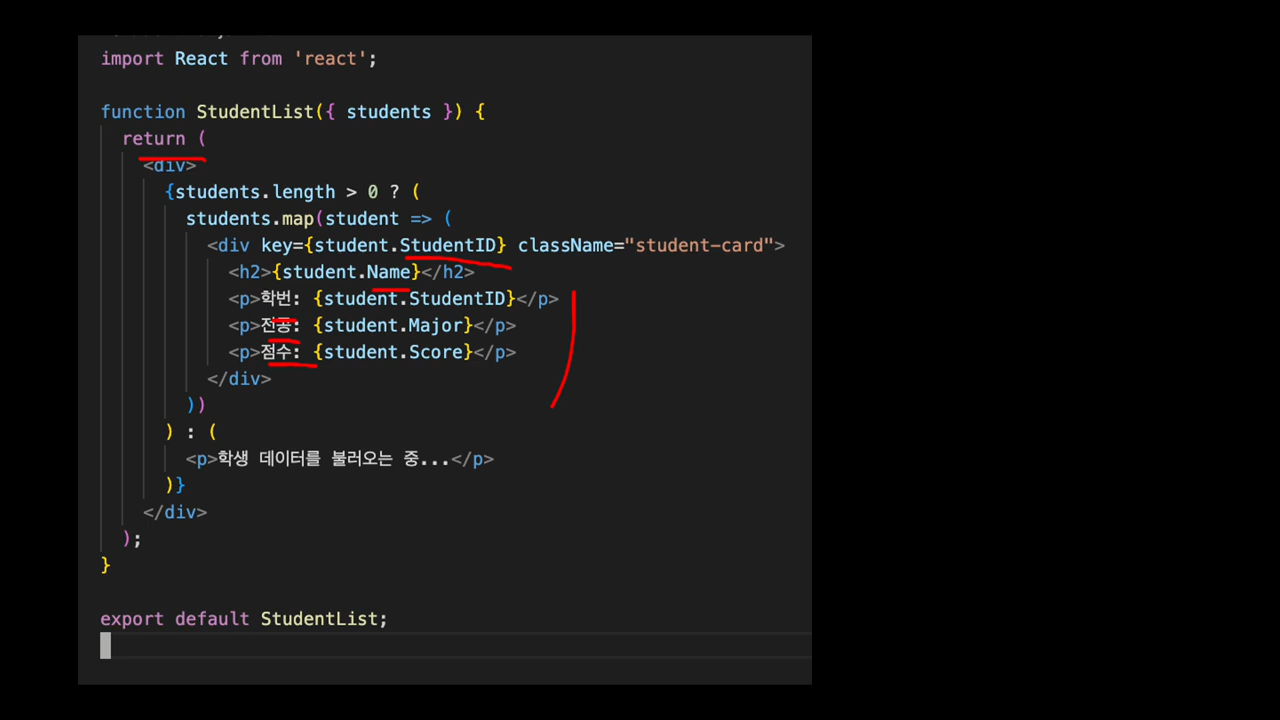 import React from 'react';
function StudentList({ students }) {
return (
<div>
{students.length > 0 ? (
students.map(student => (
<div key={student.StudentID} className="student-card">
<h2>{student.Name}</h2>
<p>학번: {student.StudentID}</p>
<p>전공: {student.Major}</p>
<p>점수: {student.Score}</p>
</div>
))
) : (
<p>학생 데이터를 불러오는 중...</p>
)}
</div>
);
}
export default StudentList;